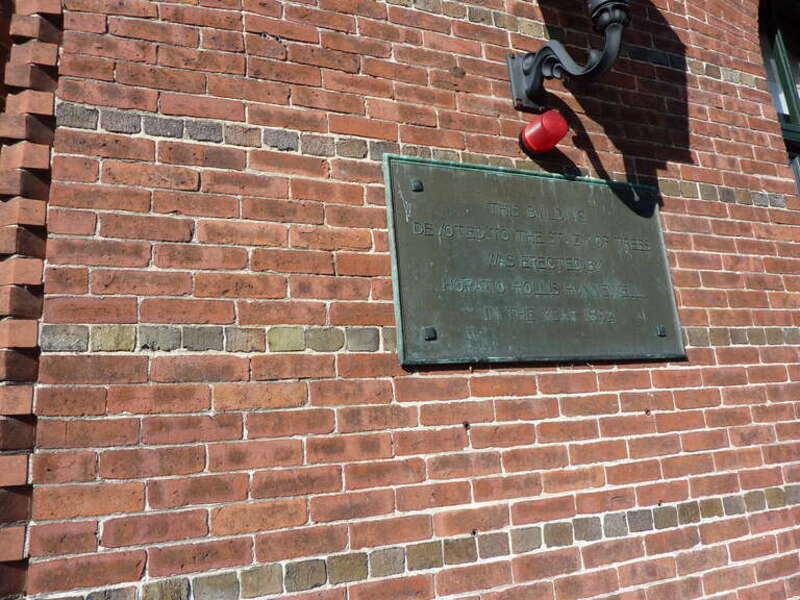 THIS BUILDING
DEVOTED TO THE STUDY OF TREES
WAS ERECTED BY
HORATIO HOLLIS HUNNEWELL
IN THE YEAR 1892